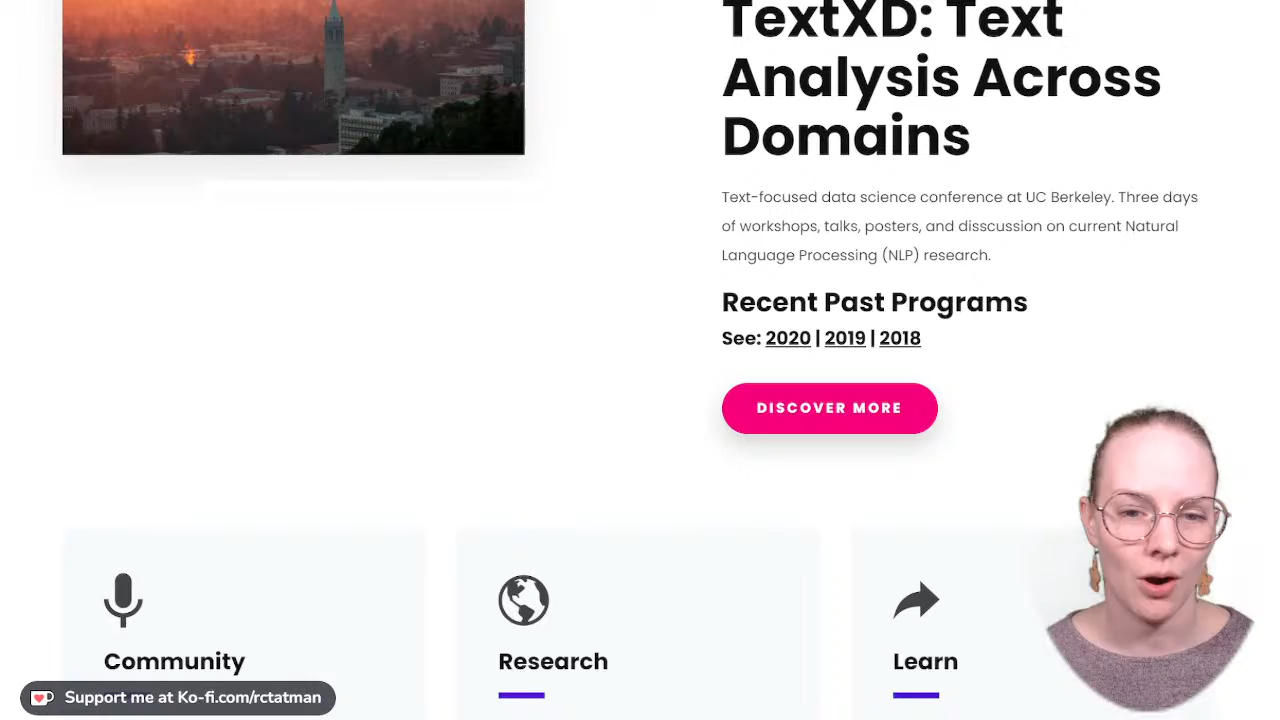 TextXD: Text
Analysis Across
Domains
Text-focused data science conference at UC Berkeley. Three days
of workshops, talks, posters, and disscussion on current Natural
Language Processing (NLP) research.
Recent Past Programs
See: 2020 | 2019 | 2018
DISCOVER MORE
Community
Research
Learn
Support me at Ko-fi.com/rctatman